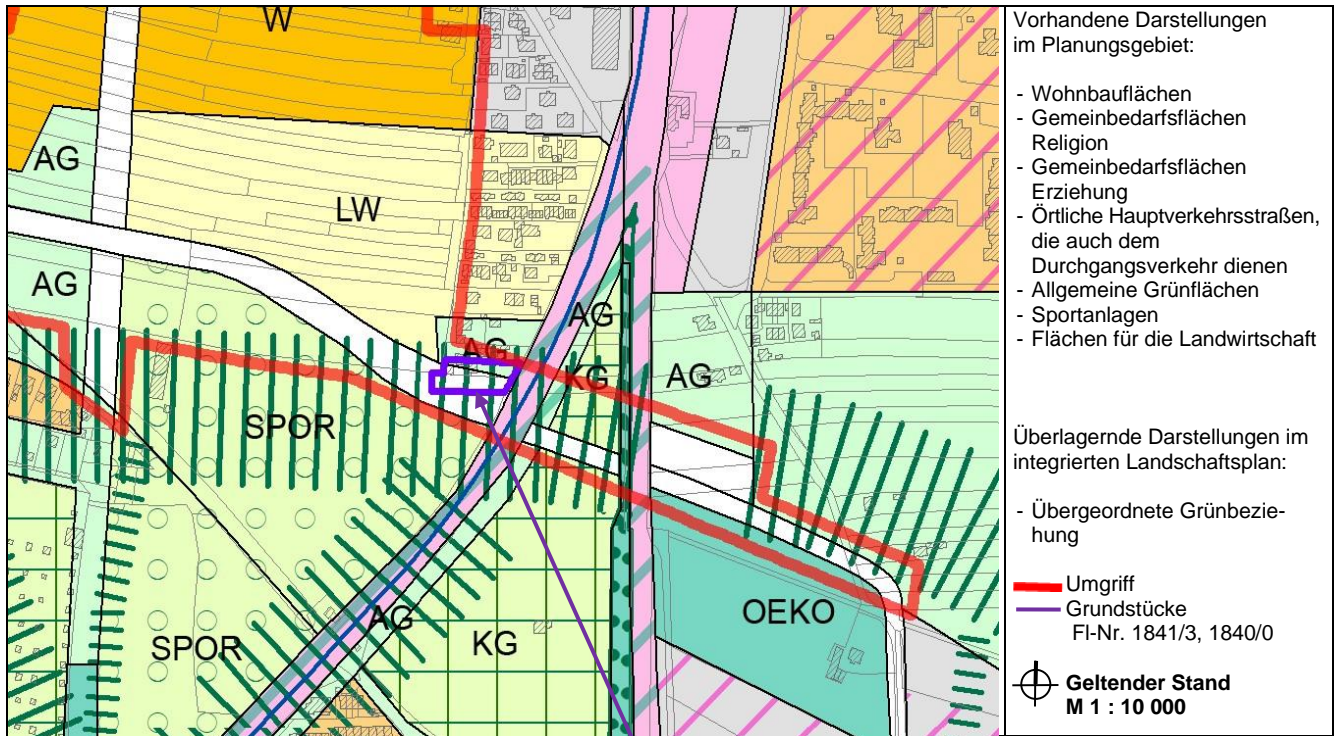 W
AG
LW
AG
AG
AG
KG
AG
SPOR
OEKO
AG
KG
SPOR
Vorhandene Darstellungen
im Planungsgebiet:
- Wohnbauflächen
- Gemeinbedarfsflächen
Religion
- Gemeinbedarfsflächen
Erziehung
- Örtliche Hauptverkehrsstraßen,
die auch dem
Durchgangsverkehr dienen
- Allgemeine Grünflächen
- Sportanlagen
- Flächen für die Landwirtschaft
Überlagernde Darstellungen im
integrierten Landschaftsplan:
- Übergeordnete Grünbezie-
hung
Umgriff
Grundstücke
Fl-Nr. 1841/3, 1840/0
Geltender Stand
M 1 : 10 000